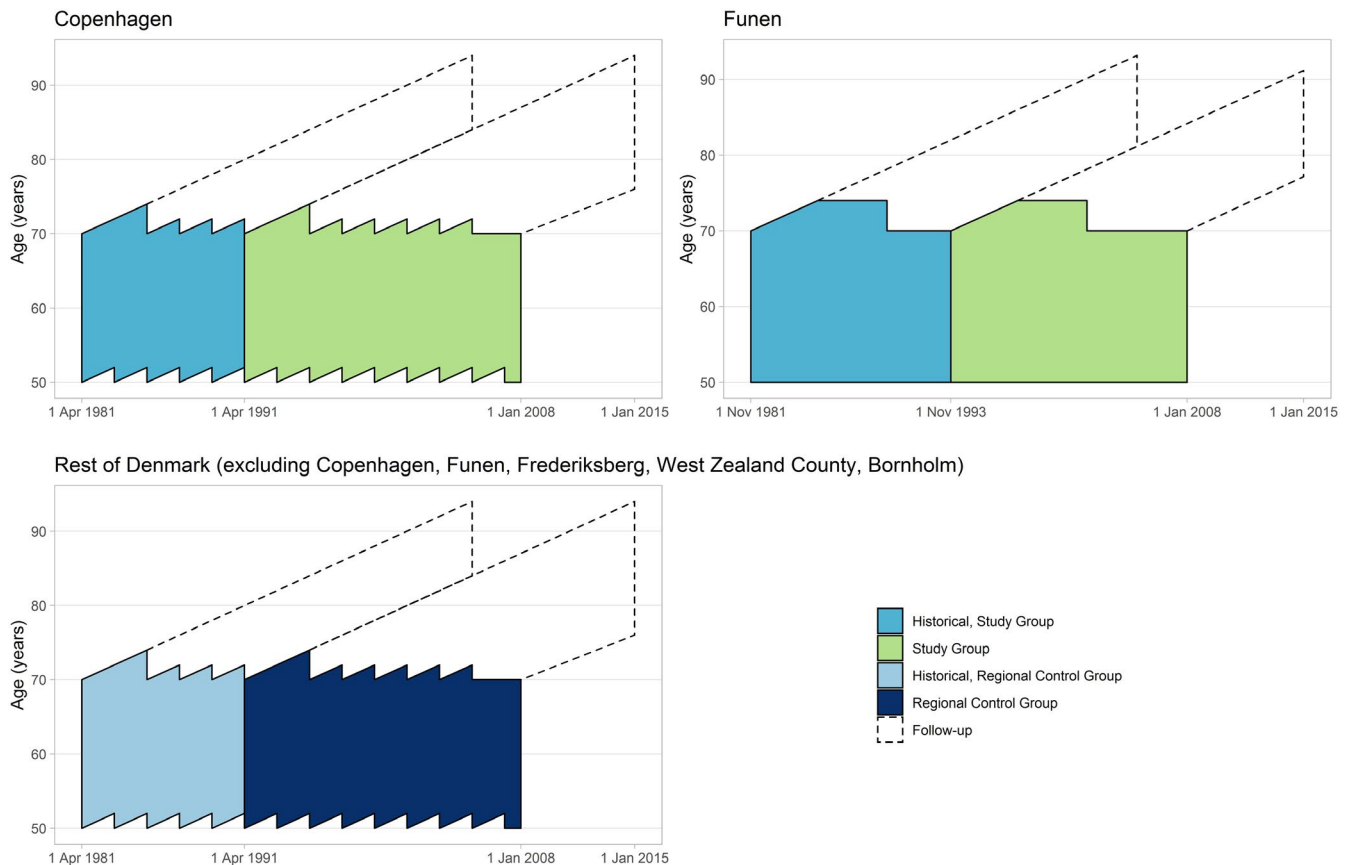 Copenhagen
Age (years)
90
80
70
60
50
1 Apr 1981
1 Apr 1991
1 Jan 2008
1 Jan 2015
Funen
Age (years)
90
80
70
60
50
1 Nov 1981
1 Nov 1993
1 Jan 2008
1 Jan 2015
Rest of Denmark (excluding Copenhagen, Funen, Frederiksberg, West Zealand County, Bornholm)
Age (years)
90
80
70
60
50
1 Apr 1981
1 Apr 1991
1 Jan 2008
1 Jan 2015
Historical, Study Group
Study Group
Historical, Regional Control Group
Regional Control Group
Follow-up